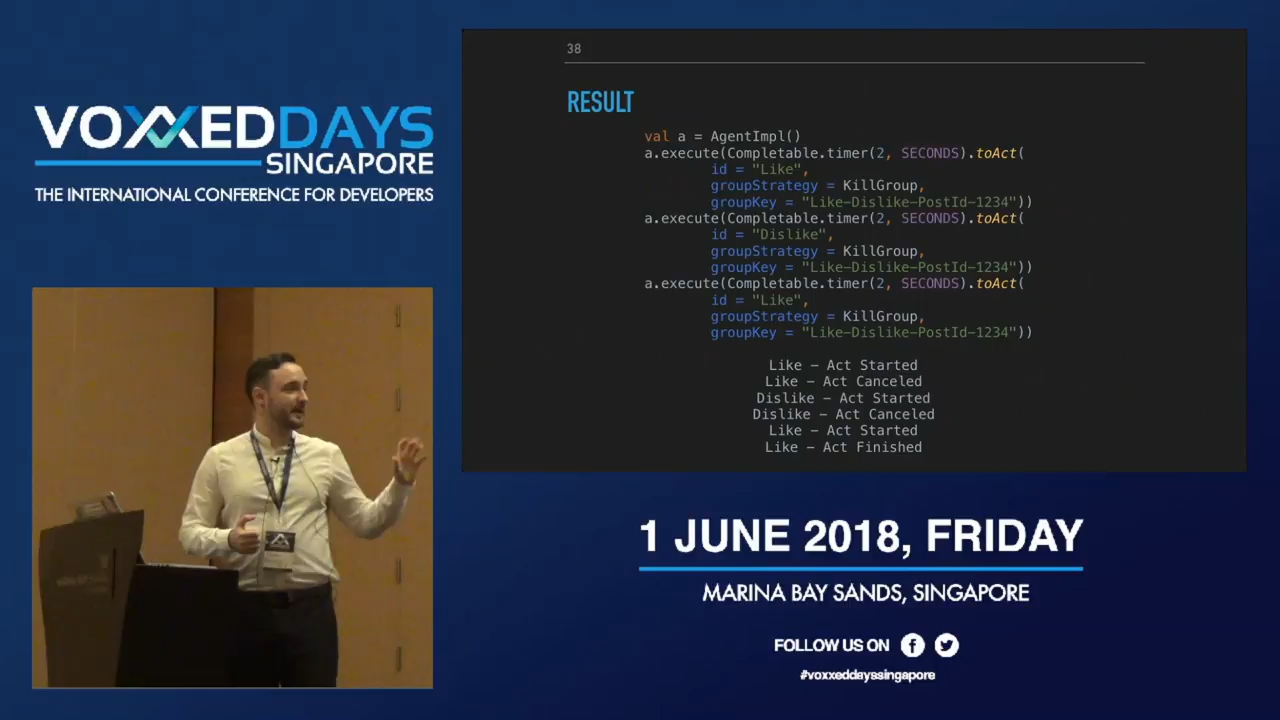 VOXXEDDAYS
SINGAPORE
THE INTERNATIONAL CONFERENCE FOR DEVELOPERS
38
RESULT
val a = AgentImpl()
a.execute(Completable.timer(2, SECONDS).toAct(
id = "Like",
groupStrategy = KillGroup,
groupKey = "Like-Dislike-PostId-1234"))
a.execute(Completable.timer(2, SECONDS).toAct(
id = "Dislike",
groupStrategy = KillGroup,
groupKey = "Like-Dislike-PostId-1234"))
a.execute(Completable.timer(2, SECONDS).toAct(
id = "Like",
groupStrategy = KillGroup,
groupKey = "Like-Dislike-PostId-1234"))
Like – Act Started
Like – Act Canceled
Dislike – Act Started
Dislike – Act Canceled
Like – Act Started
Like – Act Finished
1 JUNE 2018, FRIDAY
MARINA BAY SANDS, SINGAPORE
FOLLOW US ON
#voxxeddayssingapore